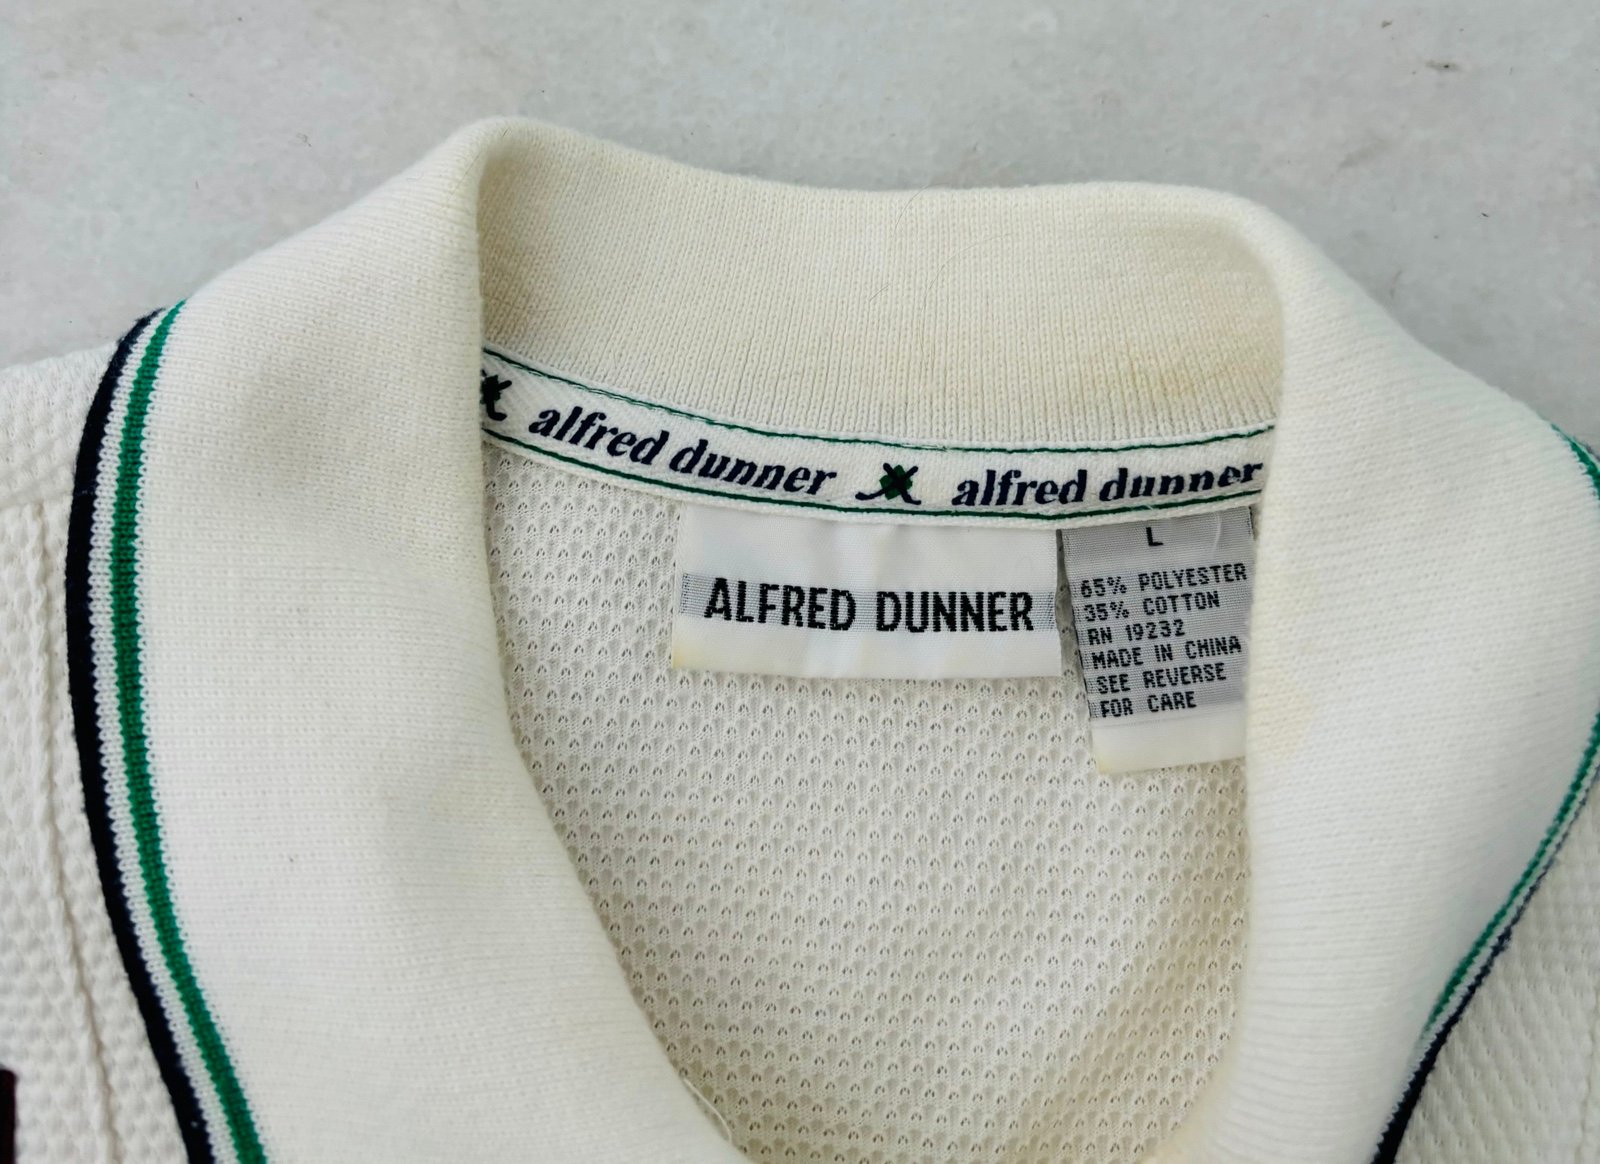 alfred dunner alfred dunner
ALFRED DUNNER
L
65% POLYESTER
35% COTTON
RN 19232
MADE IN CHINA
SEE REVERSE
FOR CARE